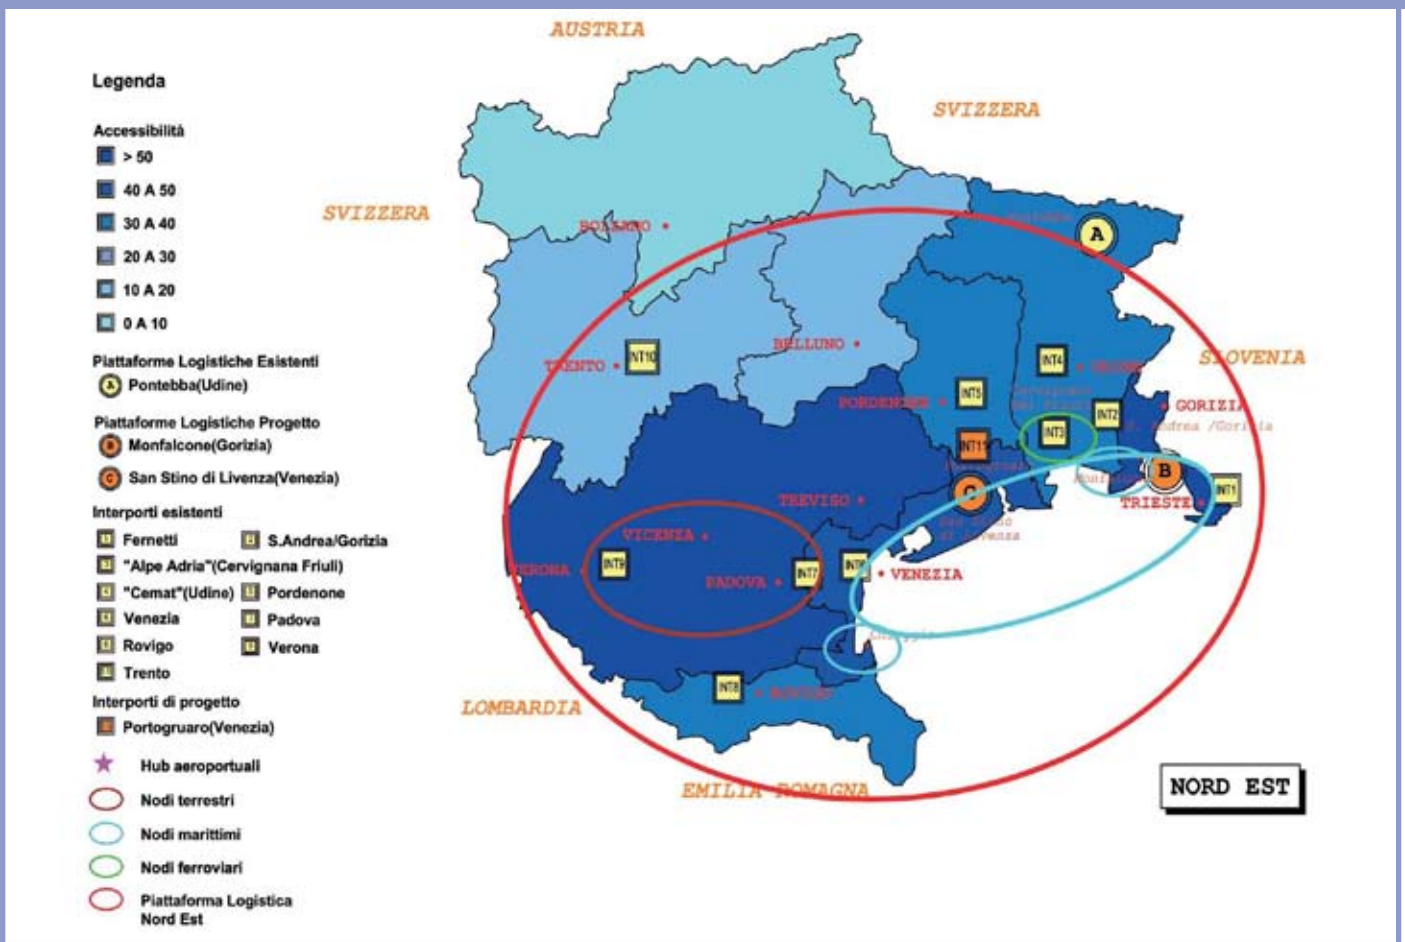 AUSTRIA
Legenda
SVIZZERA
Accessibilità
> 50
40 A 50
30 A 40
20 A 30
10 A 20
0 A 10
SVIZZERA
BOLZANO
A
Piattaforme Logistiche Esistenti
A Pontebba(Udine)
Piattaforme Logistiche Progetto
B Monfalcone(Gorizia)
C San Stino di Livenza(Venezia)
Interporti esistenti
Fernetti
S.Andrea/Gorizia
"Alpe Adria"(Cervignana Friuli)
"Cemat"(Udine)
Pordenone
Venezia
Padova
Rovigo
Verona
Trento
Interporti di progetto
Portogruaro(Venezia)
Hub aeroportuali
Nodi terrestri
Nodi marittimi
Nodi ferroviari
Piattaforma Logistica
Nord Est
BELLUNO
SLOVENIA
TRENTO
INT10
INT4
INT5
PORDENONE
INT2
GORIZIA
S. Andrea /Gorizia
INT3
INT11
B
C
TRIESTE
INT1
TREVISO
VICENZA
VERONA
INT9
PADOVA
INT7
INT6
VENEZIA
INT8
LOMBARDIA
EMILIA ROMAGNA
NORD EST